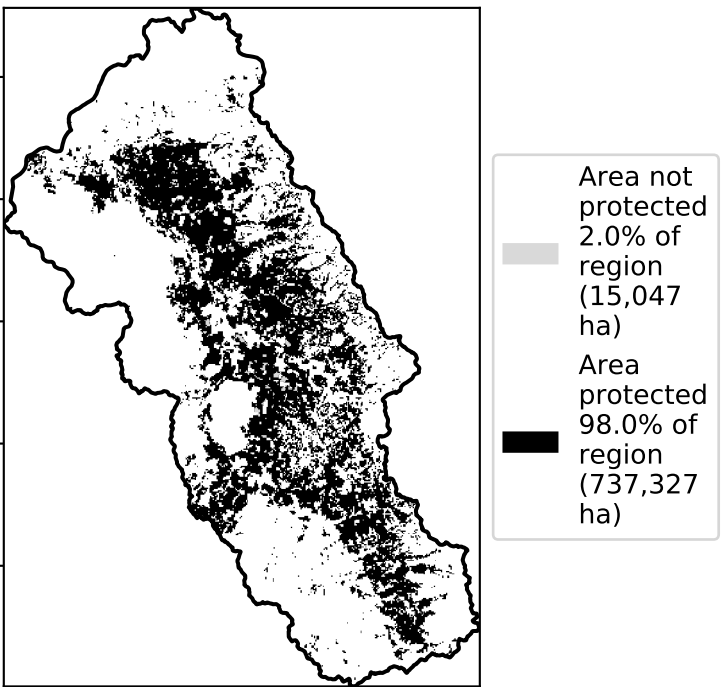 Area not
protected
2.0% of
region
(15,047
ha)
Area
protected
98.0% of
region
(737,327
ha)